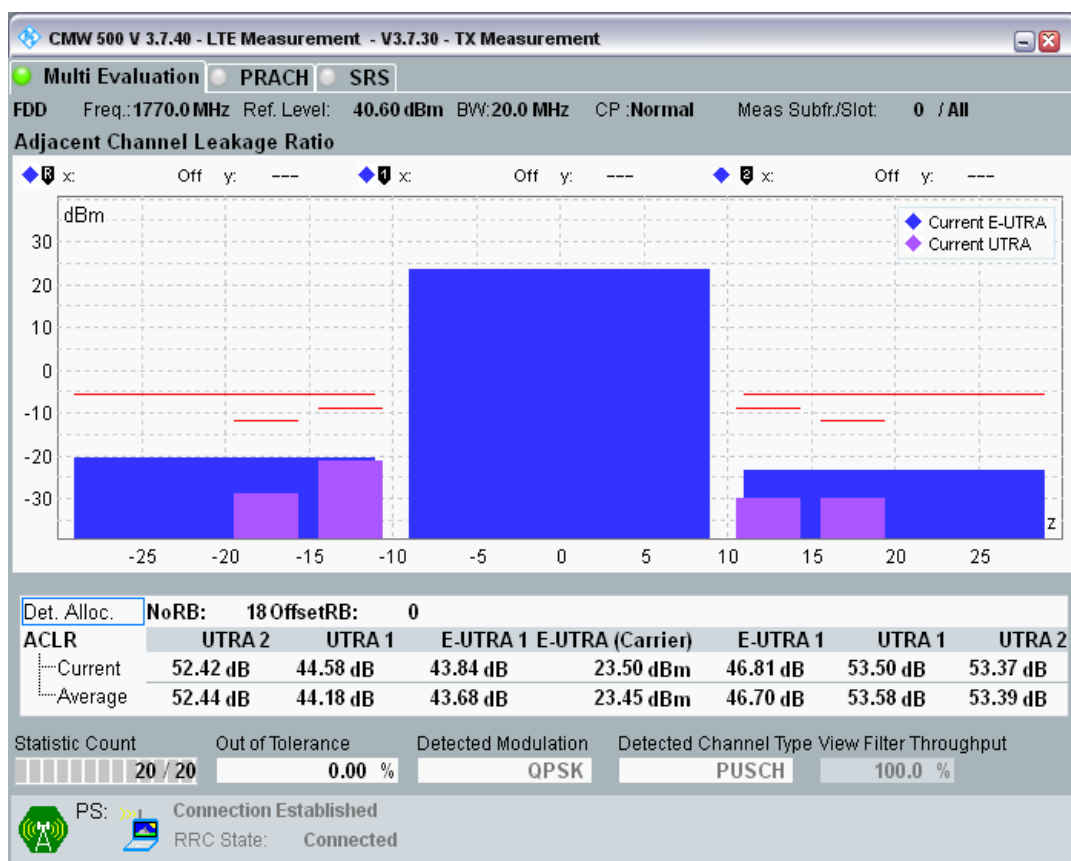 CMW 500 V 3.7.40 - LTE Measurement - V3.7.30 - TX Measurement
Multi Evaluation PRACH SRS
FDD Freq.: 1770.0 MHz Ref. Level: 40.60 dBm BW: 20.0 MHz CP : Normal Meas Subfr./Slot: 0 / All
Adjacent Channel Leakage Ratio
R x: Off y: --- 1 x: Off y: --- 2 x: Off y: ---
dBm
Current E-UTRA
Current UTRA
30
20
10
0
-10
-20
-30
z
-25 -20 -15 -10 -5 0 5 10 15 20 25
Det. Alloc. NoRB: 18 OffsetRB: 0
ACLR UTRA 2 UTRA 1 E-UTRA 1 E-UTRA (Carrier) E-UTRA 1 UTRA 1 UTRA 2
Current 52.42 dB 44.58 dB 43.84 dB 23.50 dBm 46.81 dB 53.50 dB 53.37 dB
Average 52.44 dB 44.18 dB 43.68 dB 23.45 dBm 46.70 dB 53.58 dB 53.39 dB
Statistic Count Out of Tolerance Detected Modulation Detected Channel Type View Filter Throughput
20 / 20 0.00 % QPSK PUSCH 100.0 %
PS: Connection Established
RRC State: Connected